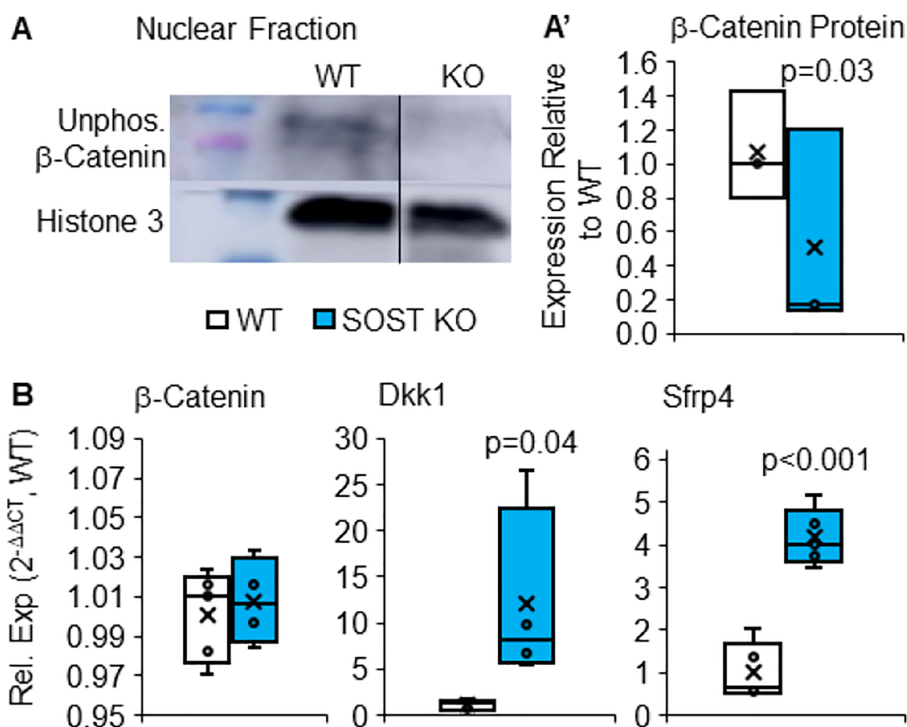 A
Nuclear Fraction
WT KO
Unphos.
β-Catenin
Histone 3
WT SOST KO
A'
β-Catenin Protein
p=0.03
Expression Relative
to WT
1.6
1.4
1.2
1.0
0.8
0.6
0.4
0.2
0.0
B
β-Catenin
Rel. Exp (2-ΔΔCT, WT)
1.09
1.07
1.05
1.03
1.01
0.99
0.97
0.95
Dkk1
p=0.04
30
25
20
15
10
5
0
Sfrp4
p<0.001
6
5
4
3
2
1
0